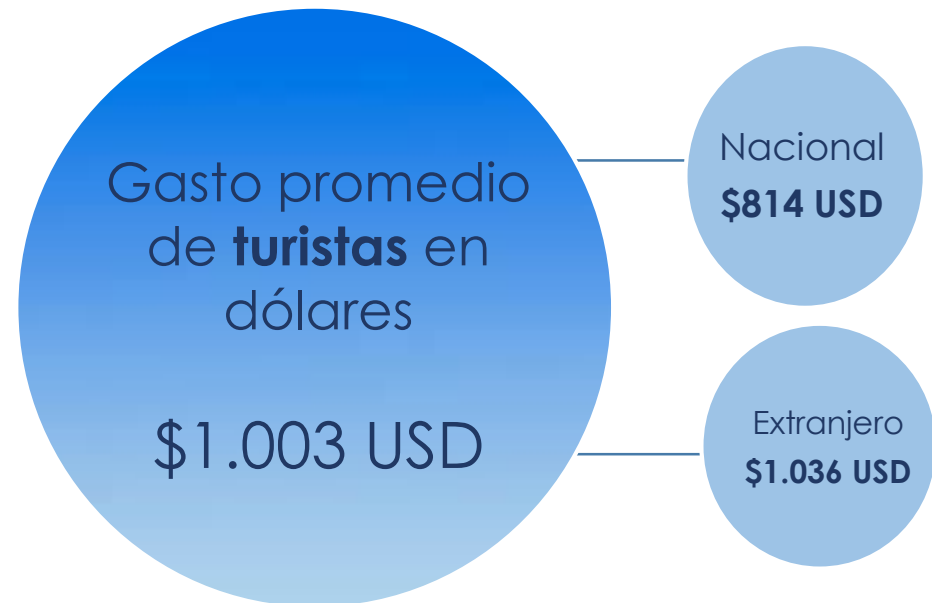 Gasto promedio
de turistas en
dólares
$1.003 USD
Nacional
$814 USD
Extranjero
$1.036 USD